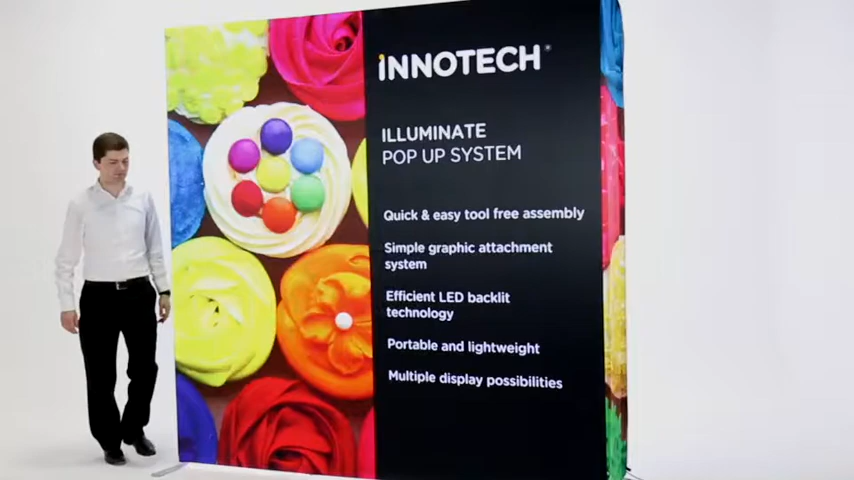 INNOTECH®
ILLUMINATE
POP UP SYSTEM
Quick & easy tool free assembly
Simple graphic attachment
system
Efficient LED backlit
technology
Portable and lightweight
Multiple display possibilities